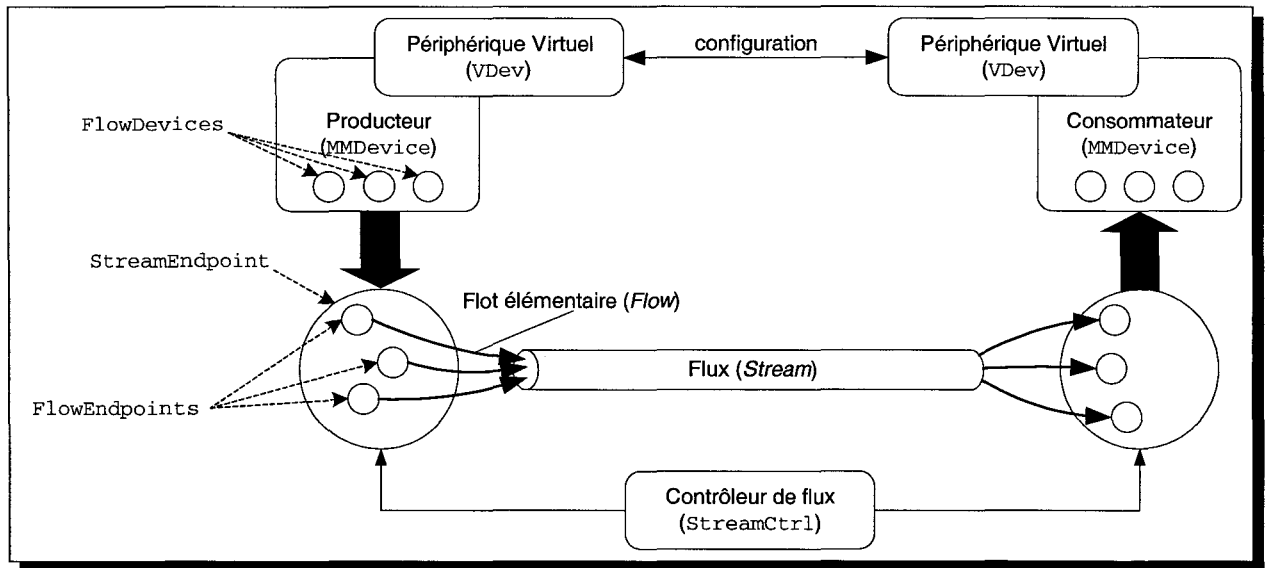 Périphérique Virtuel
(VDev)
configuration
Périphérique Virtuel
(VDev)
FlowDevices
Producteur
(MMDevice)
Consommateur
(MMDevice)
StreamEndpoint
Flot élémentaire (Flow)
Flux (Stream)
FlowEndpoints
Contrôleur de flux
(StreamCtrl)